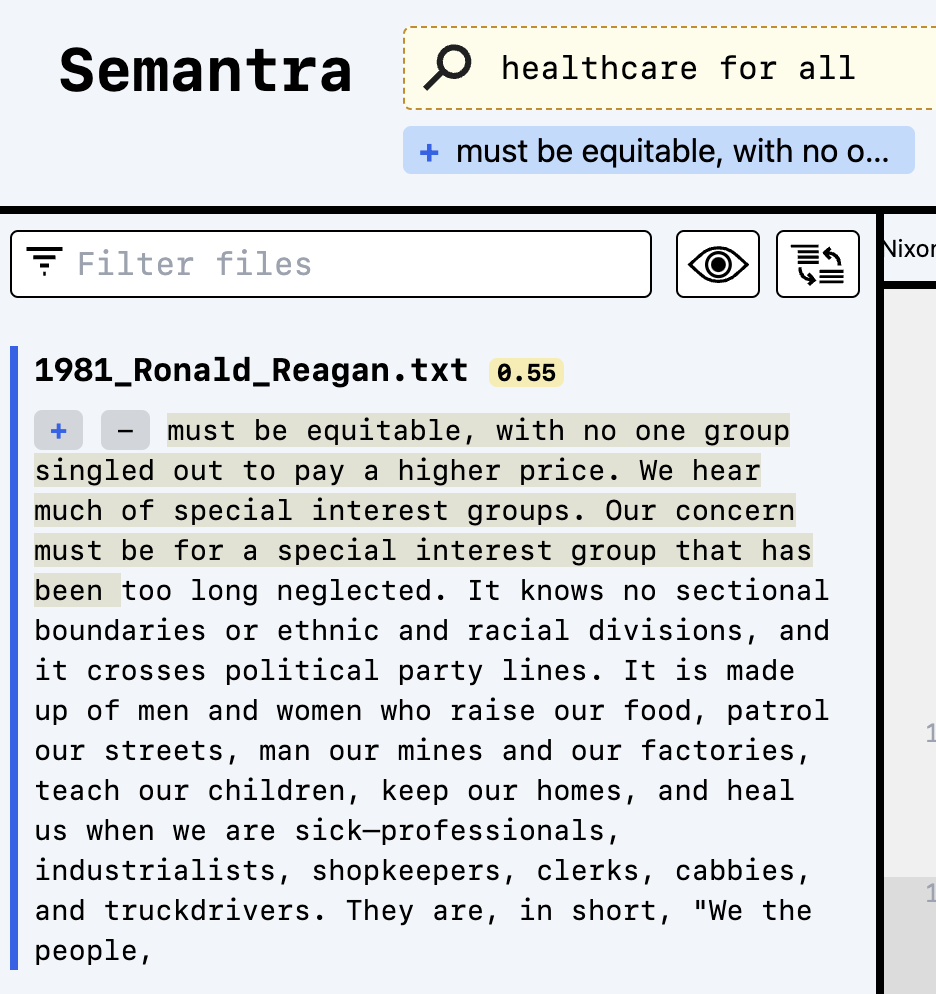 Semantra
healthcare for all
+ must be equitable, with no o...
Filter files
Nixon
1981_Ronald_Reagan.txt 0.55
+ − must be equitable, with no one group
singled out to pay a higher price. We hear
much of special interest groups. Our concern
must be for a special interest group that has
been too long neglected. It knows no sectional
boundaries or ethnic and racial divisions, and
it crosses political party lines. It is made
up of men and women who raise our food, patrol
our streets, man our mines and our factories,
teach our children, keep our homes, and heal
us when we are sick—professionals,
industrialists, shopkeepers, clerks, cabbies,
and truckdrivers. They are, in short, "We the
people,
1
1